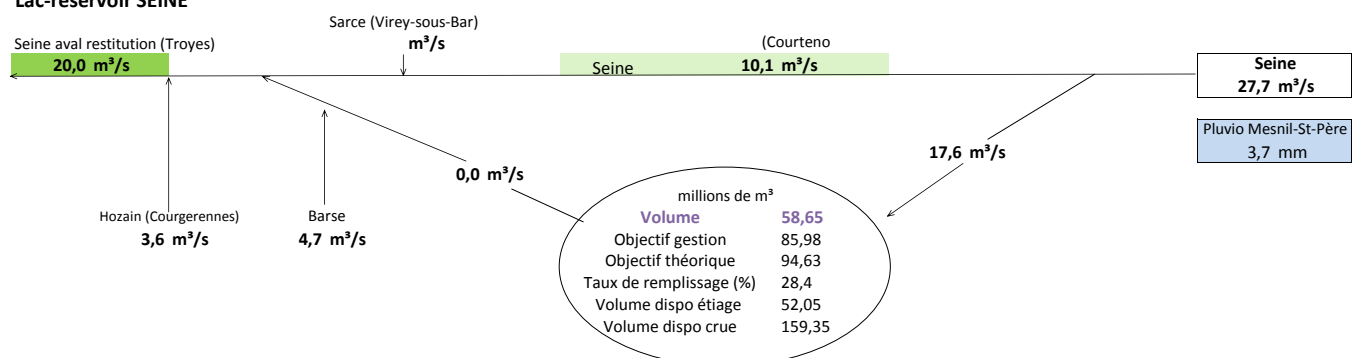 Lac-réservoir SEINE
Sarce (Virey-sous-Bar)
m³/s
Seine aval restitution (Troyes)
20,0 m³/s
(Courteno
Seine 10,1 m³/s
Seine
27,7 m³/s
Pluvio Mesnil-St-Père
3,7 mm
17,6 m³/s
0,0 m³/s
Hozain (Courgerennes)
3,6 m³/s
Barse
4,7 m³/s
millions de m³
Volume 58,65
Objectif gestion 85,98
Objectif théorique 94,63
Taux de remplissage (%) 28,4
Volume dispo étiage 52,05
Volume dispo crue 159,35